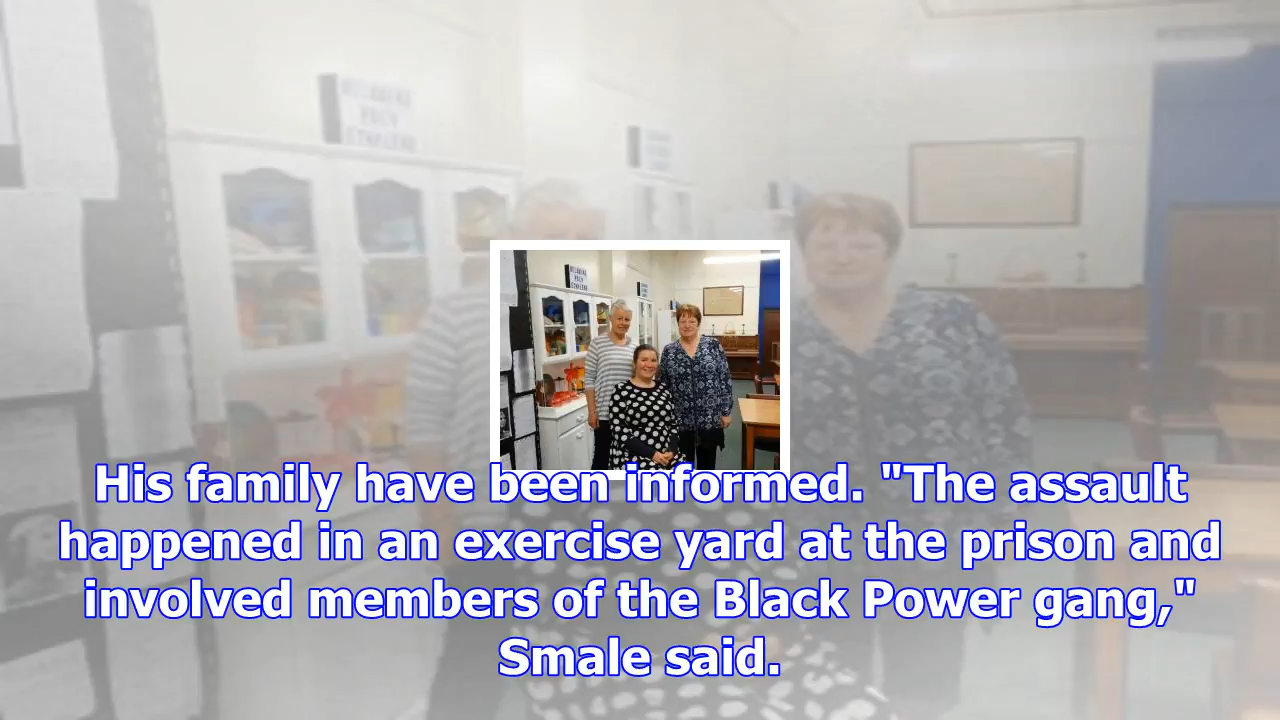 His family have been informed. "The assault
happened in an exercise yard at the prison and
involved members of the Black Power gang,"
Smale said.